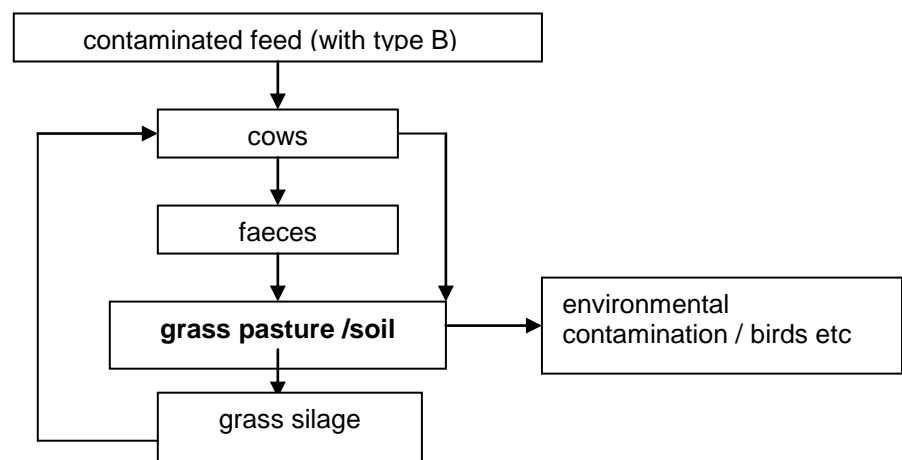 contaminated feed (with type B)
cows
faeces
grass pasture /soil
environmental
contamination / birds etc
grass silage